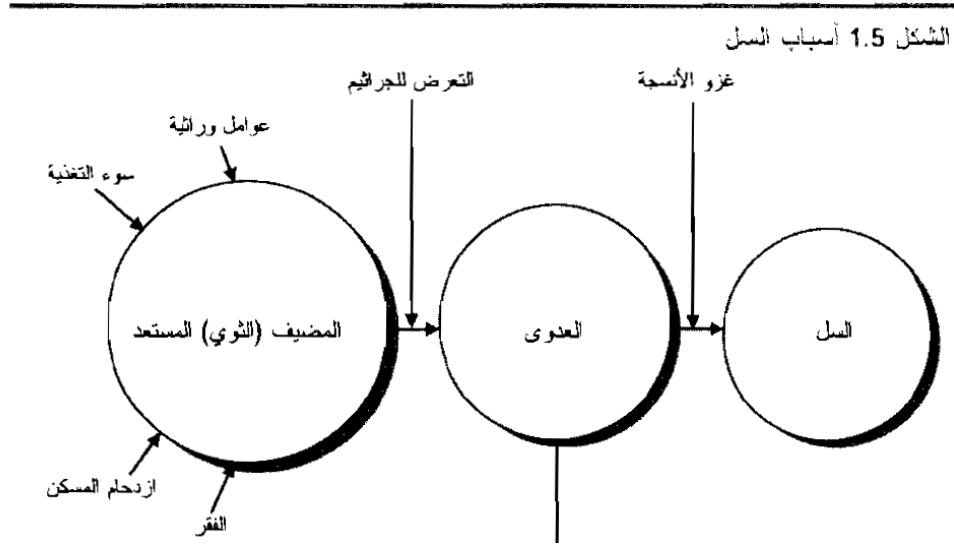 الشكل 1.5 أسباب السل
غزو الأنسجة
التعرض للجراثيم
عوامل وراثية
سوء التغذية
السل
العدوى
المضيف (الثوي) المستعد
ازدحام المسكن
الفقر